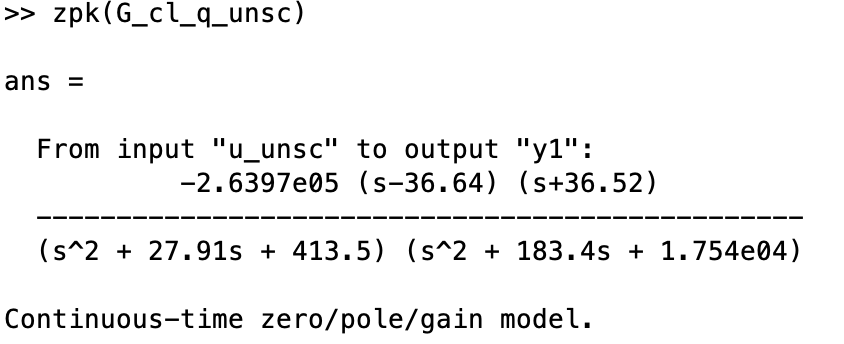 >> zpk(G_cl_q_unsc)
ans =
From input "u_unsc" to output "y1":
-2.6397e05 (s-36.64) (s+36.52)
-----------------------------------------------
(s^2 + 27.91s + 413.5) (s^2 + 183.4s + 1.754e04)
Continuous-time zero/pole/gain model.